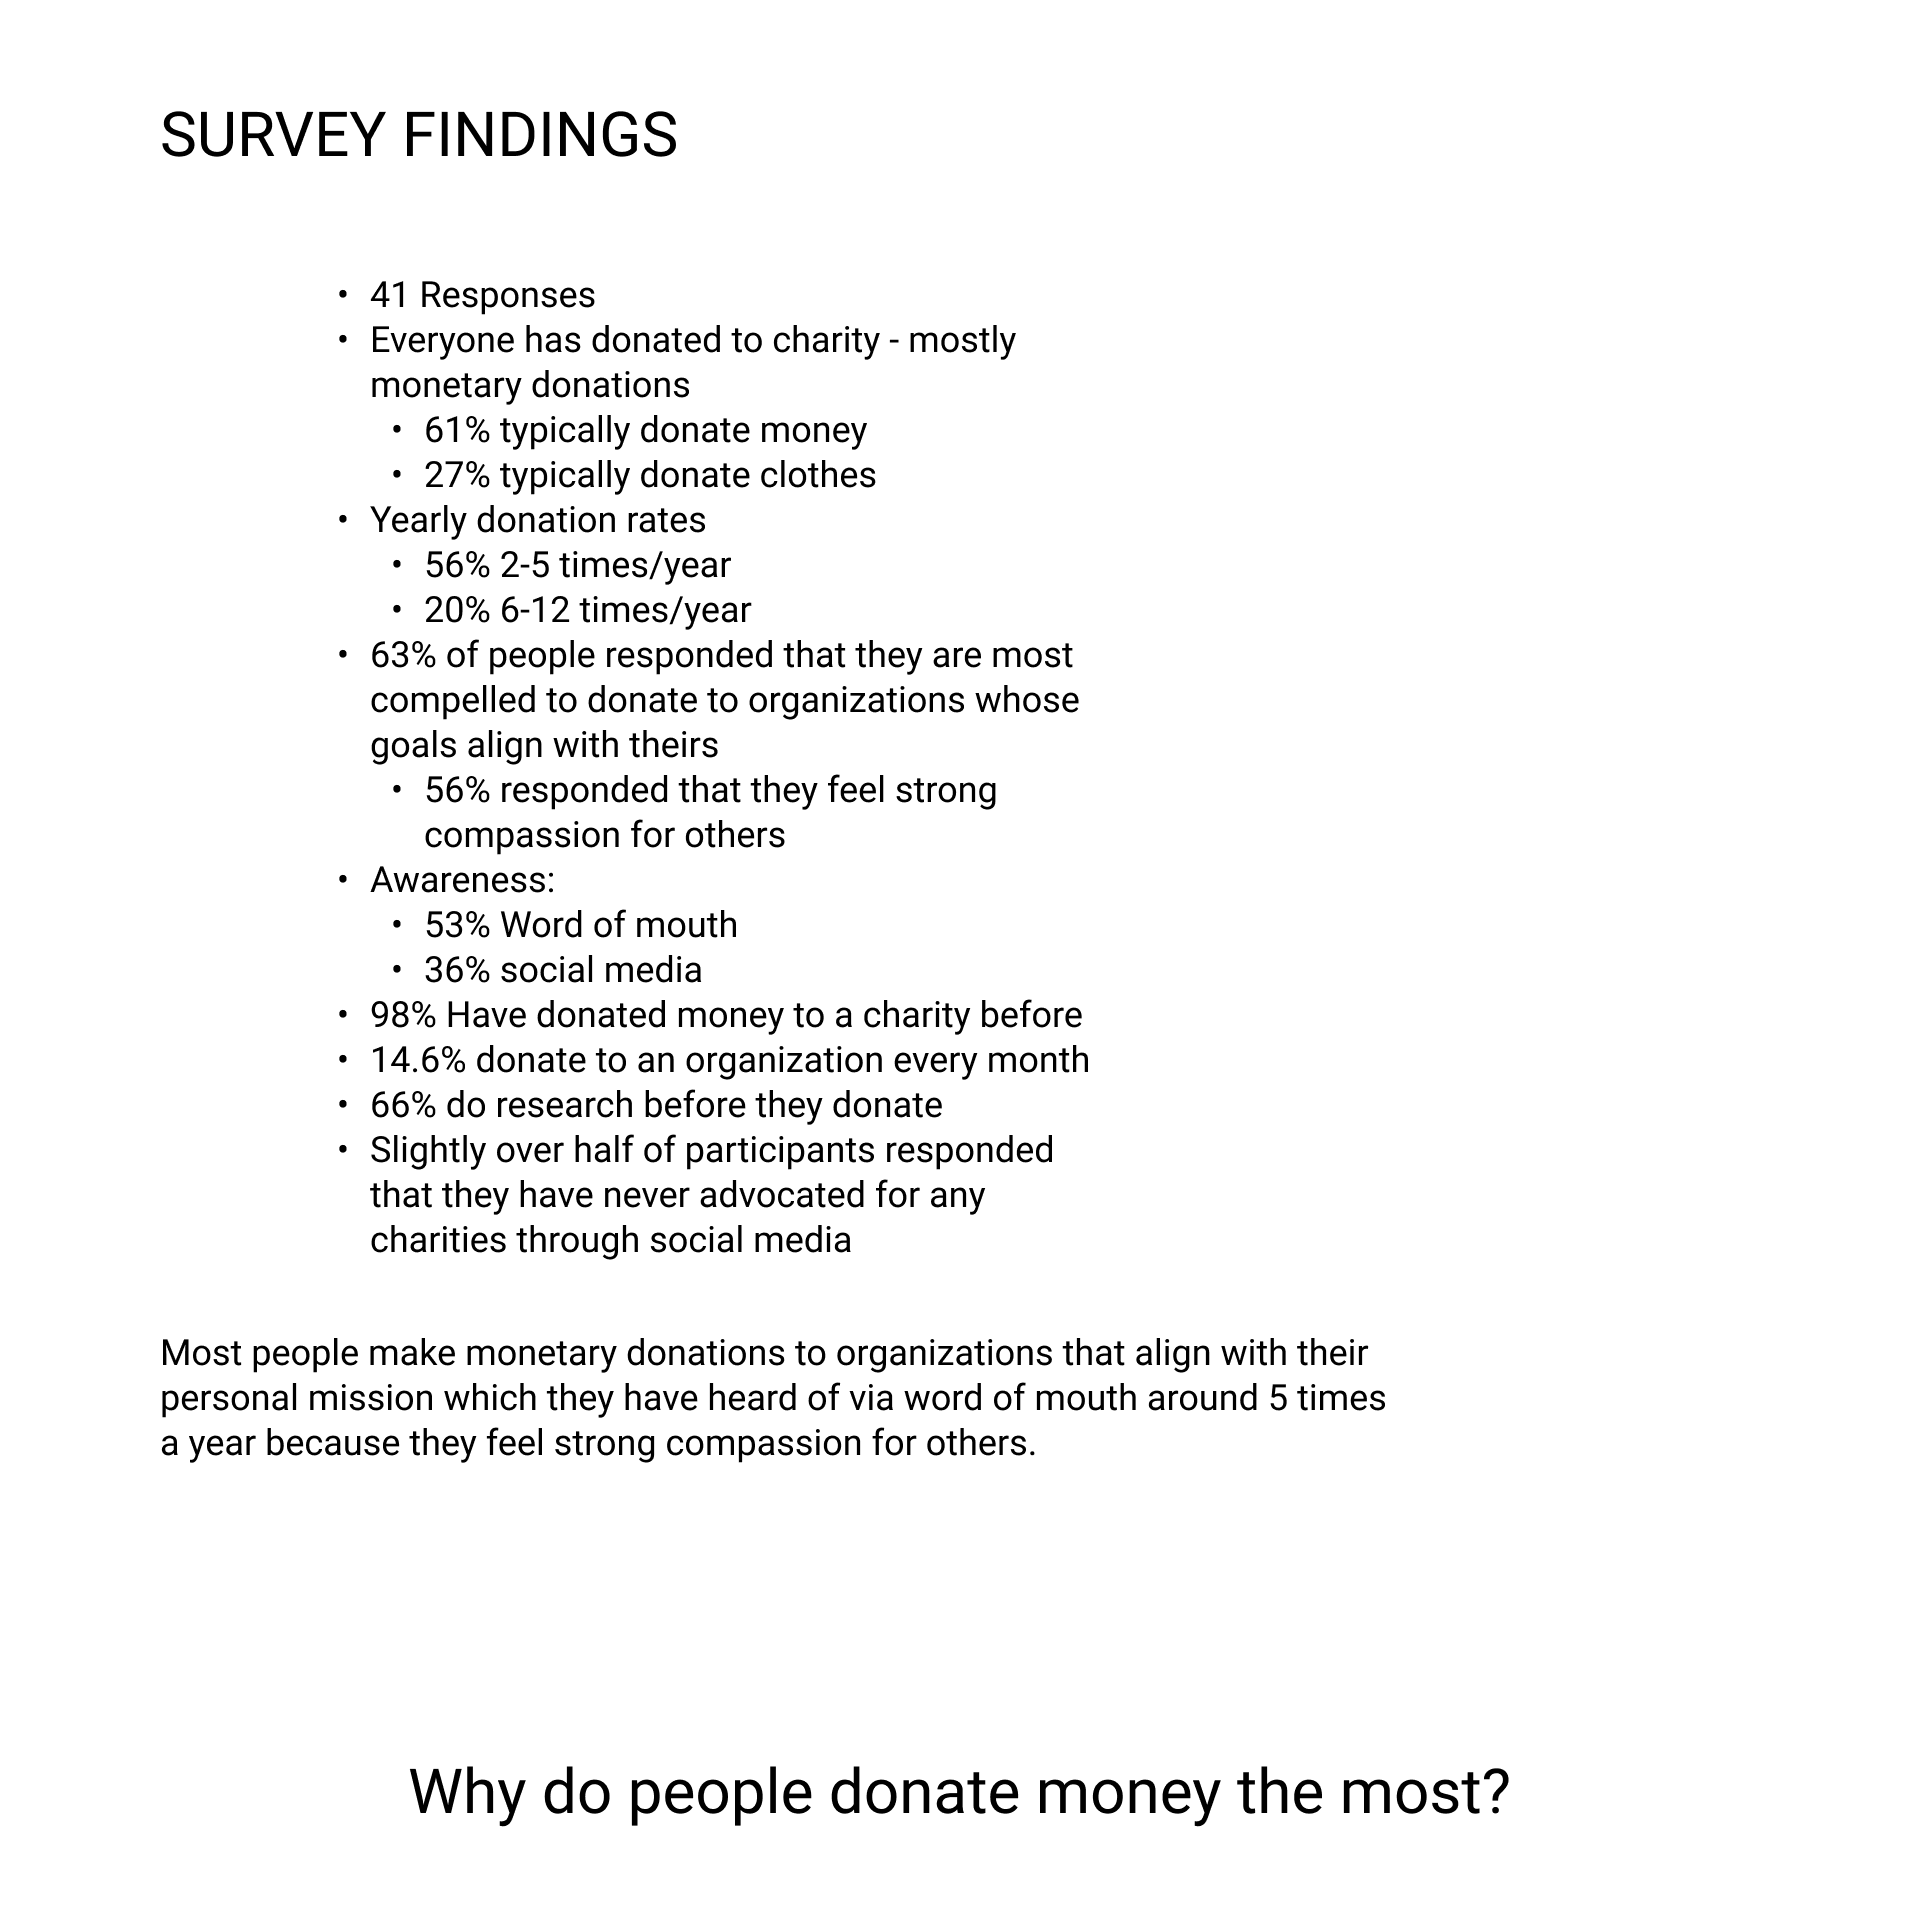 SURVEY FINDINGS
• 41 Responses
• Everyone has donated to charity - mostly
monetary donations
• 61% typically donate money
• 27% typically donate clothes
• Yearly donation rates
• 56% 2-5 times/year
• 20% 6-12 times/year
• 63% of people responded that they are most
compelled to donate to organizations whose
goals align with theirs
• 56% responded that they feel strong
compassion for others
• Awareness:
• 53% Word of mouth
• 36% social media
• 98% Have donated money to a charity before
• 14.6% donate to an organization every month
• 66% do research before they donate
• Slightly over half of participants responded
that they have never advocated for any
charities through social media
Most people make monetary donations to organizations that align with their
personal mission which they have heard of via word of mouth around 5 times
a year because they feel strong compassion for others.
Why do people donate money the most?